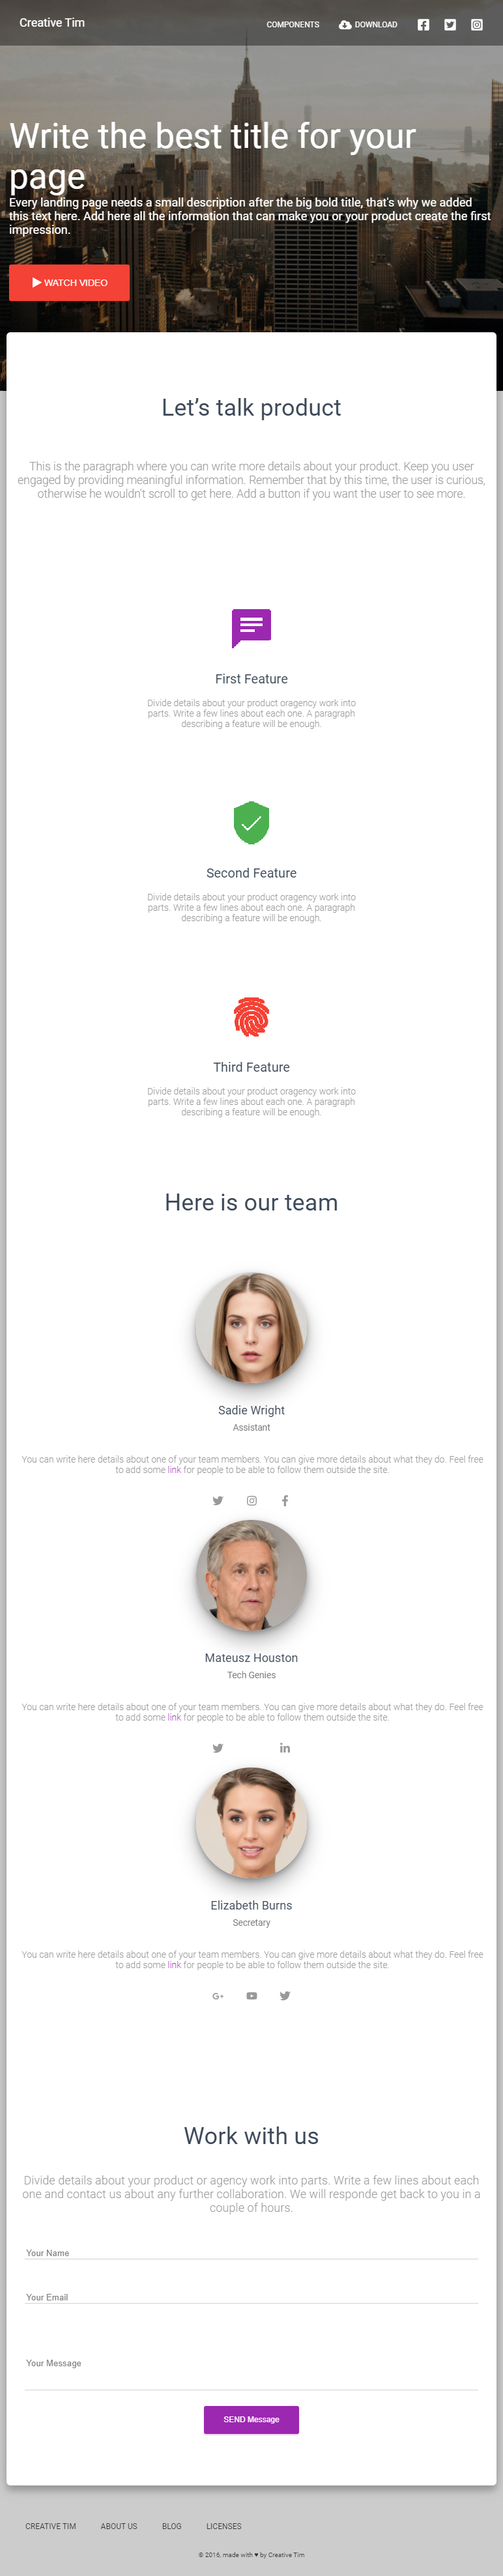 Creative Tim
COMPONENTS
DOWNLOAD
Write the best title for your
page
Every landing page needs a small description after the big bold title, that's why we added
this text here. Add here all the information that can make you or your product create the first
impression.
WATCH VIDEO
Let's talk product
This is the paragraph where you can write more details about your product. Keep you user
engaged by providing meaningful information. Remember that by this time, the user is curious,
otherwise he wouldn't scroll to get here. Add a button if you want the user to see more.
First Feature
Divide details about your product oragency work into
parts. Write a few lines about each one. A paragraph
describing a feature will be enough.
Second Feature
Divide details about your product oragency work into
parts. Write a few lines about each one. A paragraph
describing a feature will be enough.
Third Feature
Divide details about your product oragency work into
parts. Write a few lines about each one. A paragraph
describing a feature will be enough.
Here is our team
Sadie Wright
Assistant
You can write here details about one of your team members. You can give more details about what they do. Feel free
to add some link for people to be able to follow them outside the site.
Mateusz Houston
Tech Genies
You can write here details about one of your team members. You can give more details about what they do. Feel free
to add some link for people to be able to follow them outside the site.
Elizabeth Burns
Secretary
You can write here details about one of your team members. You can give more details about what they do. Feel free
to add some link for people to be able to follow them outside the site.
G+
Work with us
Divide details about your product or agency work into parts. Write a few lines about each
one and contact us about any further collaboration. We will responde get back to you in a
couple of hours.
Your Name
Your Email
Your Message
SEND Message
CREATIVE TIM
ABOUT US
BLOG
LICENSES
© 2016, made with ♥ by Creative Tim